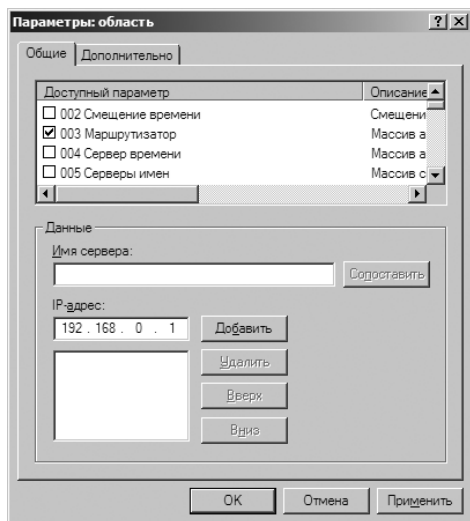 Параметры: область
Общие Дополнительно
Доступный параметр Описание
002 Смещение времени Смещени
003 Маршрутизатор Массив а
004 Сервер времени Массив а
005 Серверы имен Массив с
Данные
Имя сервера:
Сопоставить
IP-адрес:
192 . 168 . 0 . 1 Добавить
Удалить
Вверх
Вниз
OK Отмена Применить